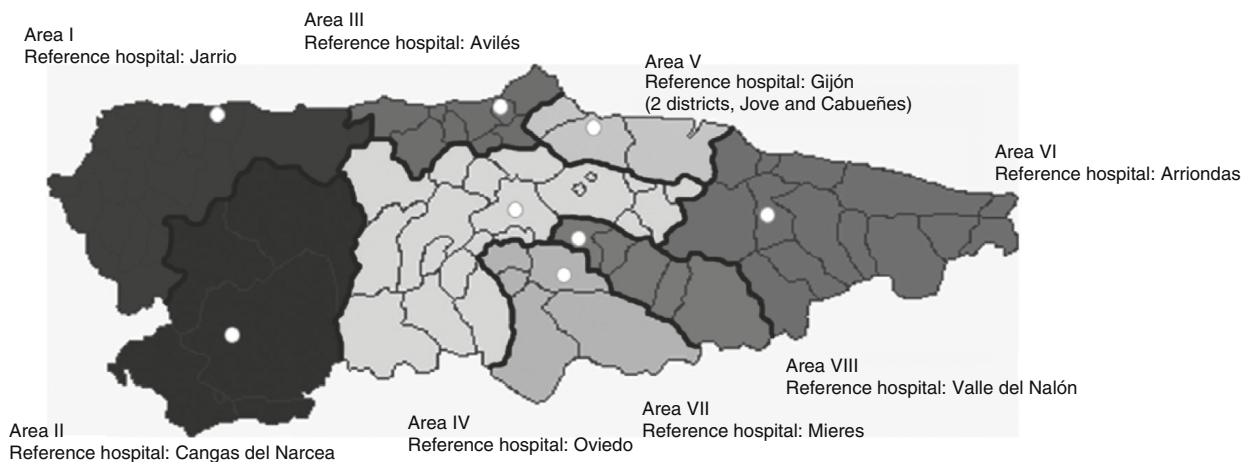 Area I
Reference hospital: Jarrio
Area III
Reference hospital: Avilés
Area V
Reference hospital: Gijón
(2 districts, Jove and Cabueñes)
Area VI
Reference hospital: Arriondas
Area VIII
Reference hospital: Valle del Nalón
Area VII
Reference hospital: Mieres
Area IV
Reference hospital: Oviedo
Area II
Reference hospital: Cangas del Narcea